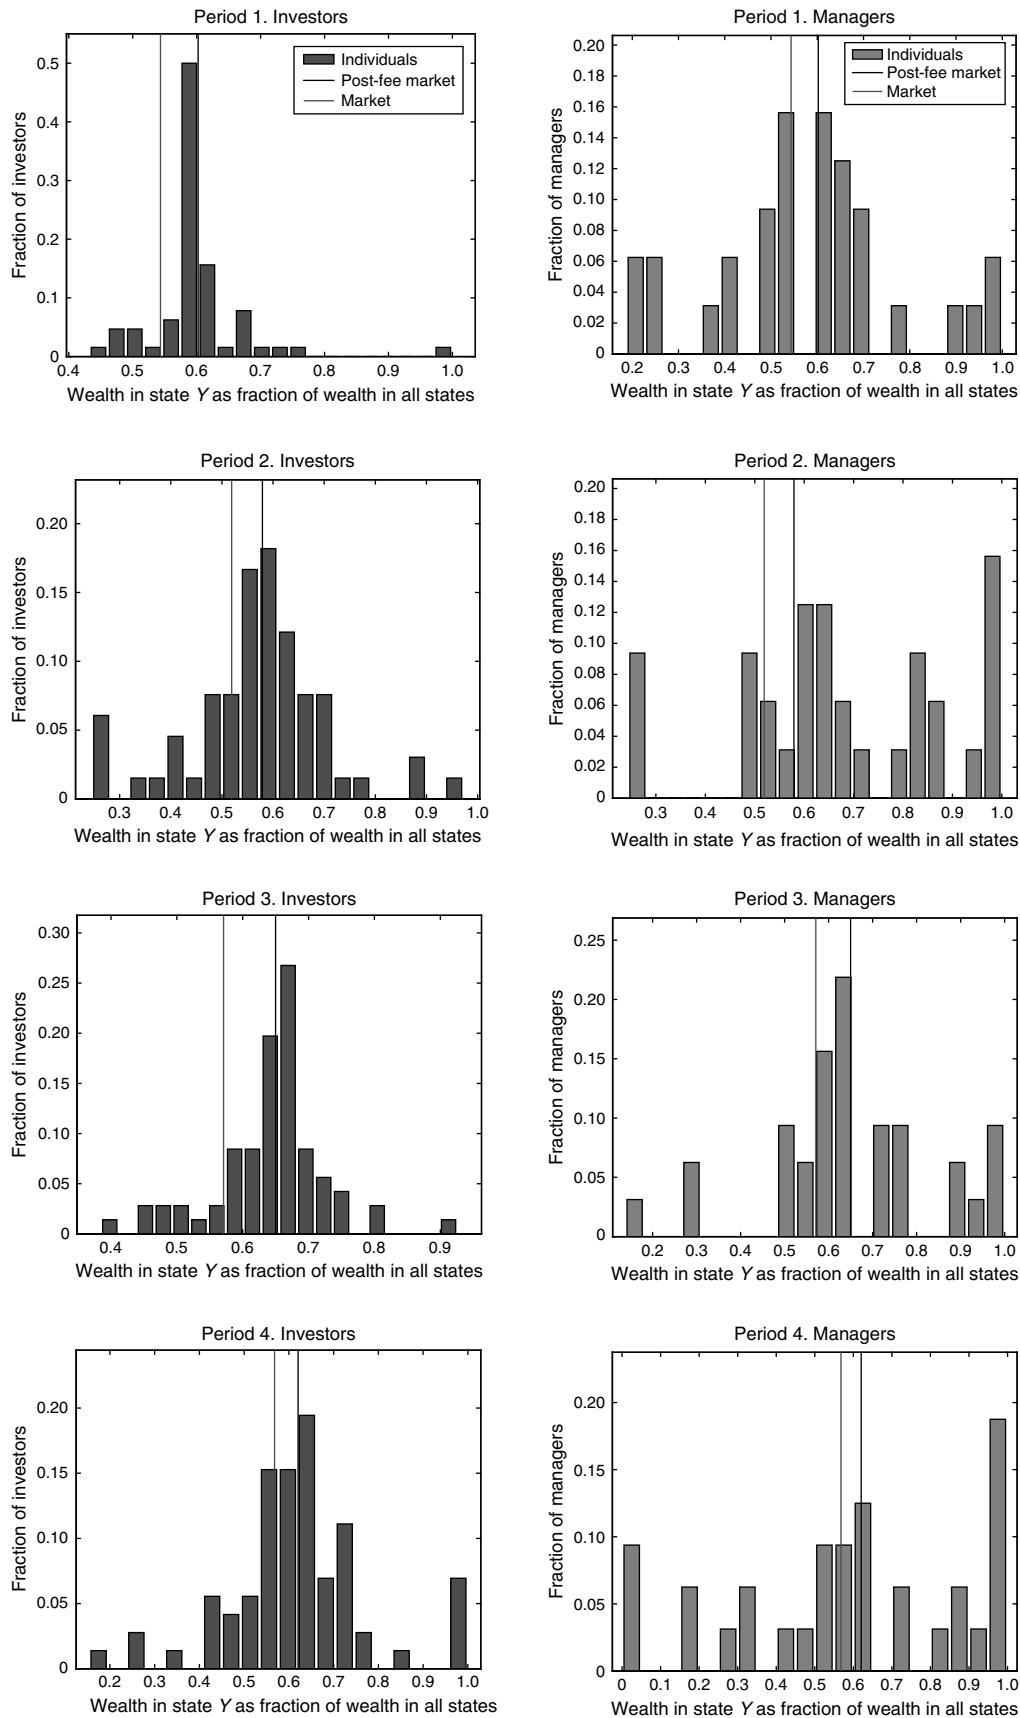 Period 1. Investors
0.5
0.4
0.3
0.2
0.1
0
Fraction of investors
Individuals
Post-fee market
Market
0.4 0.5 0.6 0.7 0.8 0.9 1.0
Wealth in state Y as fraction of wealth in all states
Period 1. Managers
0.20
0.18
0.16
0.14
0.12
0.10
0.08
0.06
0.04
0.02
0
Fraction of managers
Individuals
Post-fee market
Market
0.2 0.3 0.4 0.5 0.6 0.7 0.8 0.9 1.0
Wealth in state Y as fraction of wealth in all states
Period 2. Investors
0.20
0.15
0.10
0.05
0
Fraction of investors
0.3 0.4 0.5 0.6 0.7 0.8 0.9 1.0
Wealth in state Y as fraction of wealth in all states
Period 2. Managers
0.20
0.18
0.16
0.14
0.12
0.10
0.08
0.06
0.04
0.02
0
Fraction of managers
0.3 0.4 0.5 0.6 0.7 0.8 0.9 1.0
Wealth in state Y as fraction of wealth in all states
Period 3. Investors
0.30
0.25
0.20
0.15
0.10
0.05
0
Fraction of investors
0.4 0.5 0.6 0.7 0.8 0.9
Wealth in state Y as fraction of wealth in all states
Period 3. Managers
0.25
0.20
0.15
0.10
0.05
0
Fraction of managers
0.2 0.3 0.4 0.5 0.6 0.7 0.8 0.9 1.0
Wealth in state Y as fraction of wealth in all states
Period 4. Investors
0.20
0.15
0.10
0.05
0
Fraction of investors
0.2 0.3 0.4 0.5 0.6 0.7 0.8 0.9 1.0
Wealth in state Y as fraction of wealth in all states
Period 4. Managers
0.20
0.15
0.10
0.05
0
Fraction of managers
0 0.1 0.2 0.3 0.4 0.5 0.6 0.7 0.8 0.9 1.0
Wealth in state Y as fraction of wealth in all states